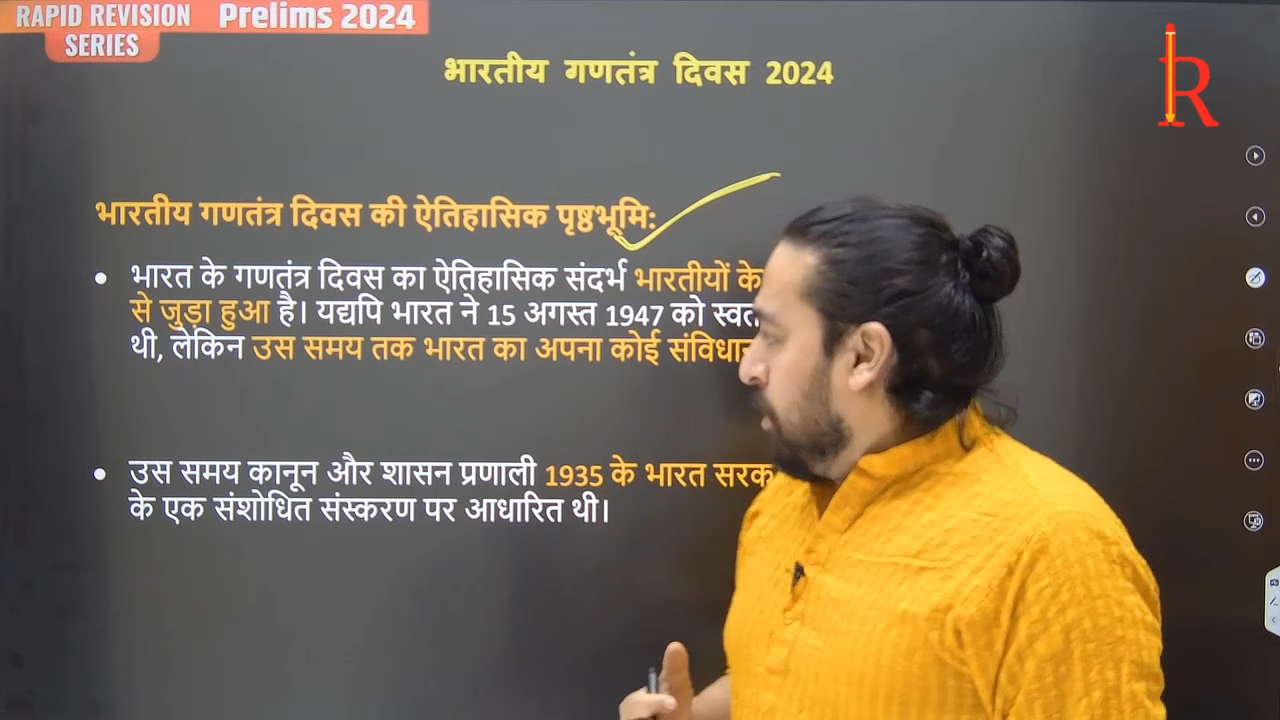 RAPID REVISION
SERIES
Prelims 2024
भारतीय गणतंत्र दिवस 2024
R
भारतीय गणतंत्र दिवस की ऐतिहासिक पृष्ठभूमि:
• भारत के गणतंत्र दिवस का ऐतिहासिक संदर्भ भारतीयों के
से जुड़ा हुआ है। यद्यपि भारत ने 15 अगस्त 1947 को
थी, लेकिन उस समय तक भारत का अपना कोई
• उस समय कानून और शासन प्रणाली 1935 के भारत
के एक संशोधित संस्करण पर आधारित थी।